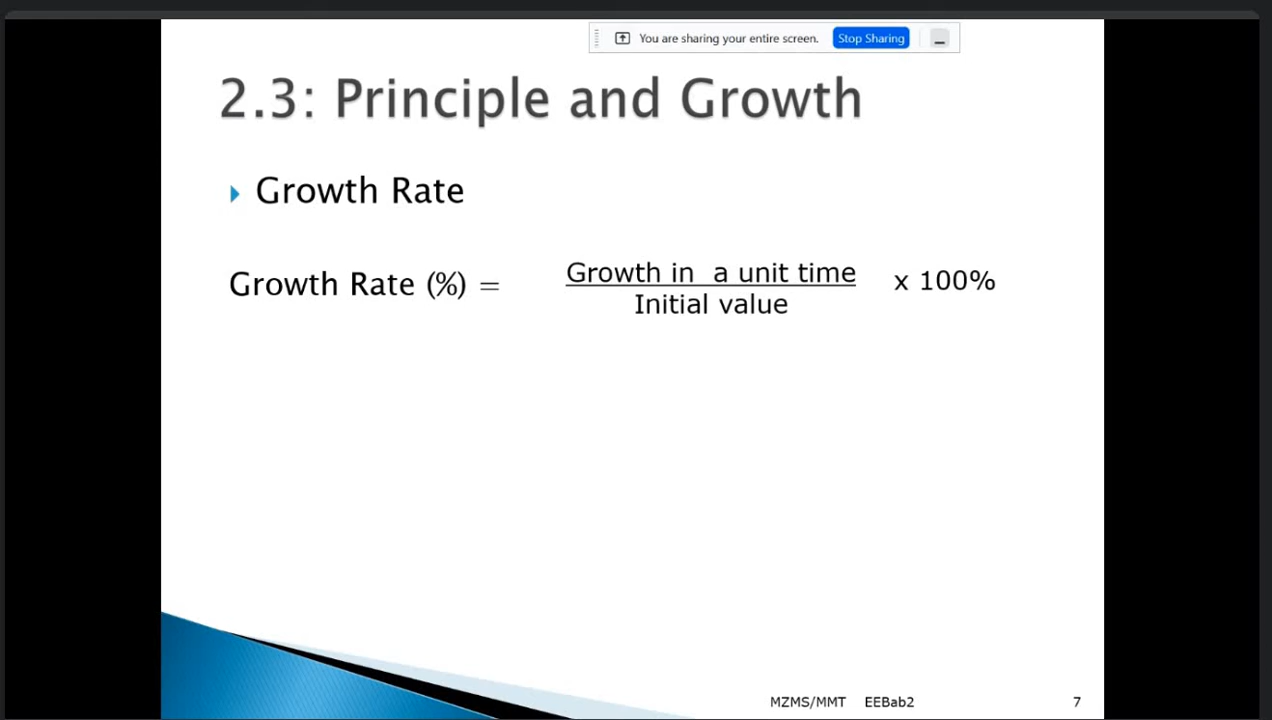 You are sharing your entire screen. Stop Sharing
2.3: Principle and Growth
Growth Rate
Growth Rate (%) = Growth in a unit time x 100%
Initial value
MZMS/MMT EEBab2 7